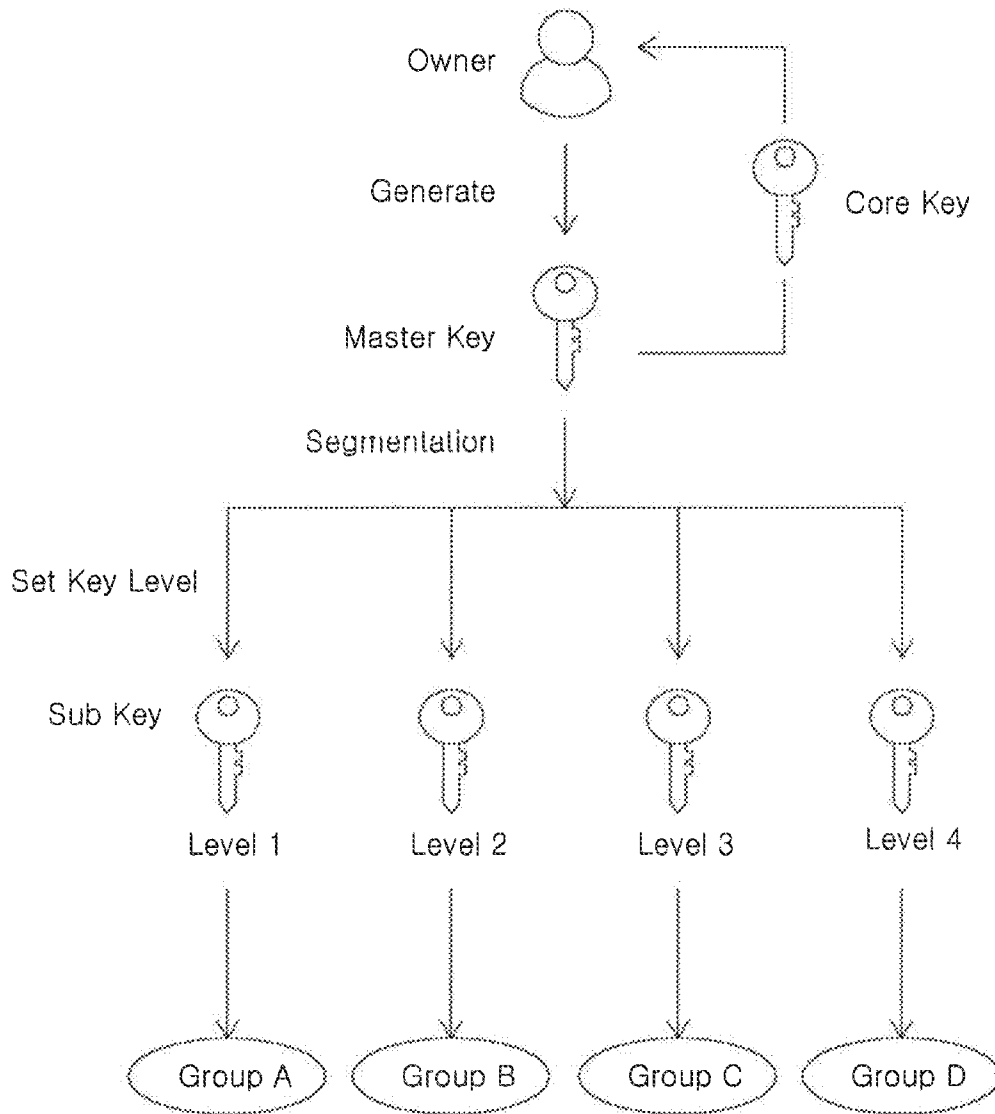 Owner
Generate
Core Key
Master Key
Segmentation
Set Key Level
Sub Key
Level 1
Level 2
Level 3
Level 4
Group A
Group B
Group C
Group D